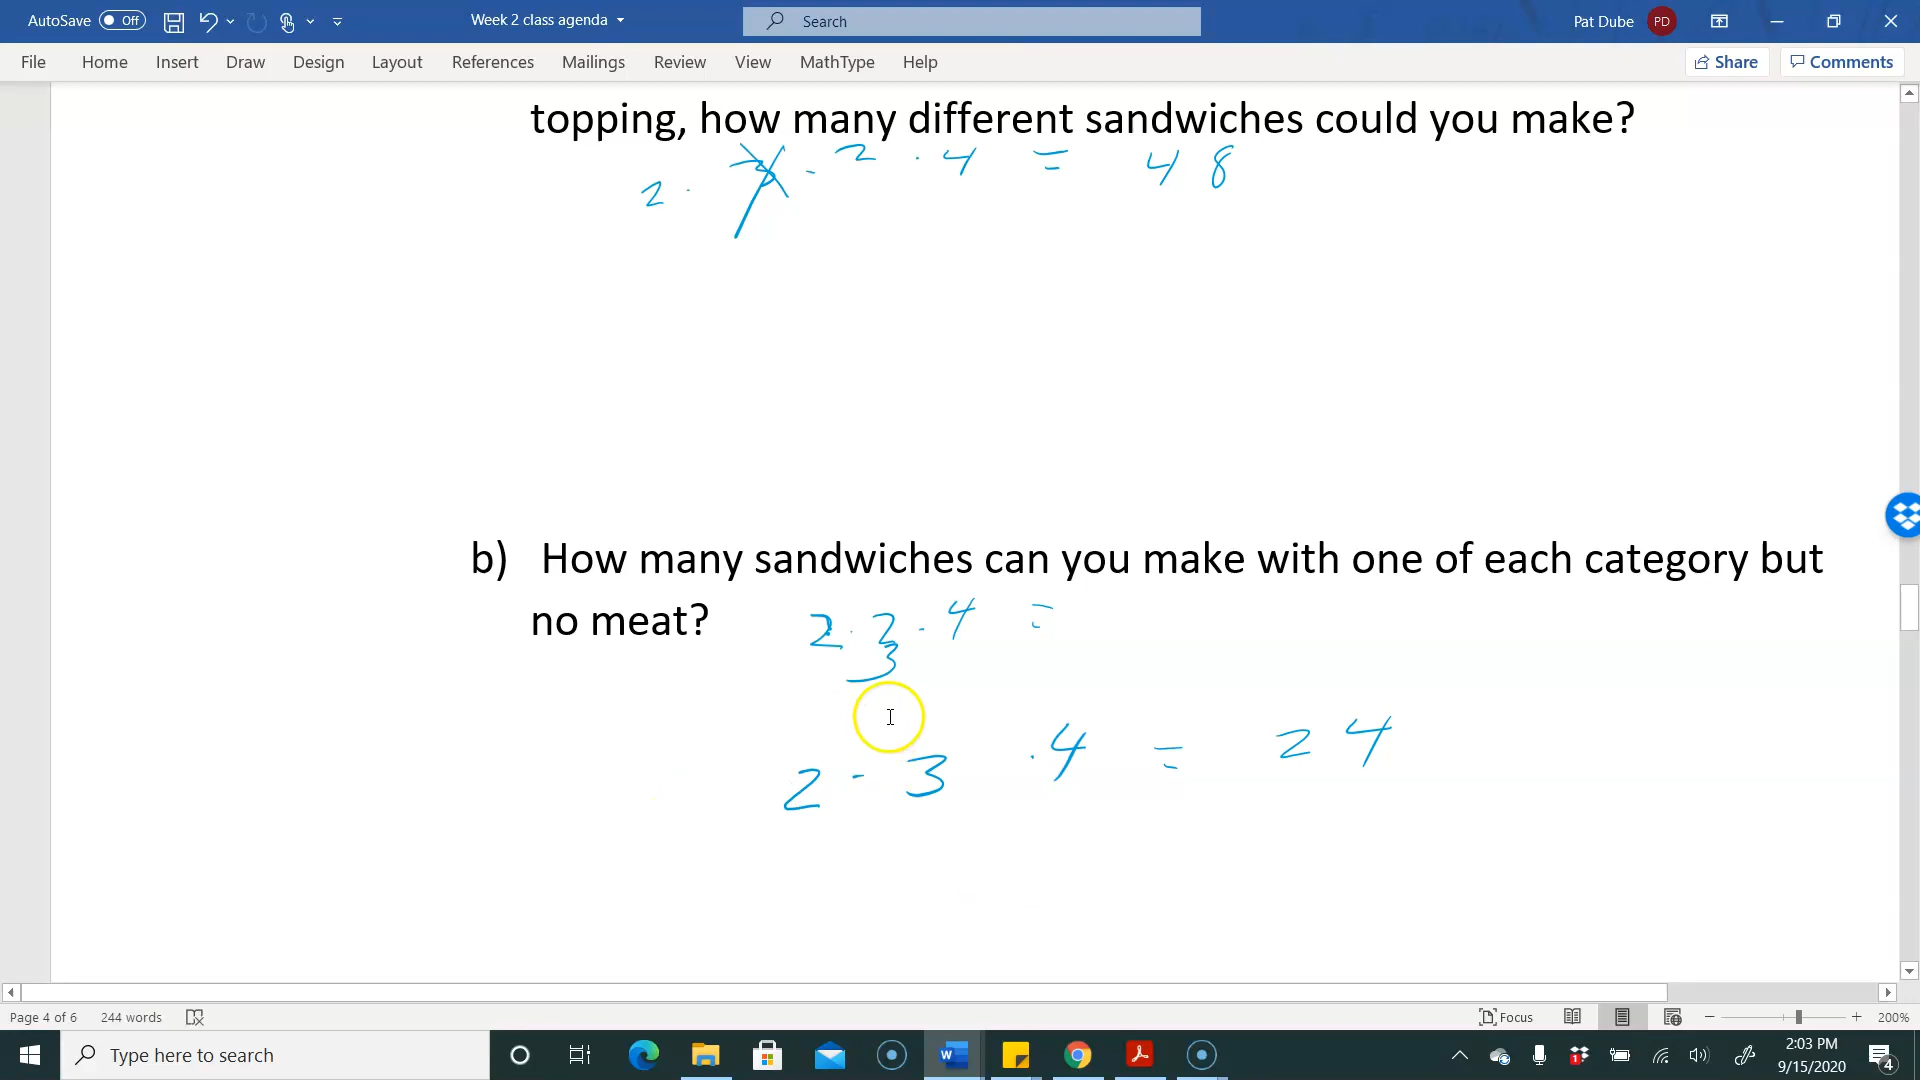 AutoSave Off Week 2 class agenda Search Pat Dube PD
File Home Insert Draw Design Layout References Mailings Review View MathType Help Share Comments
topping, how many different sandwiches could you make?
2 · 3 · 2 · 4 = 48
b) How many sandwiches can you make with one of each category but
no meat? 2 · 2 · 4 =
3
2 · 3 · 4 = 24
Page 4 of 6 244 words Focus 200%
Type here to search 2:03 PM
9/15/2020 4